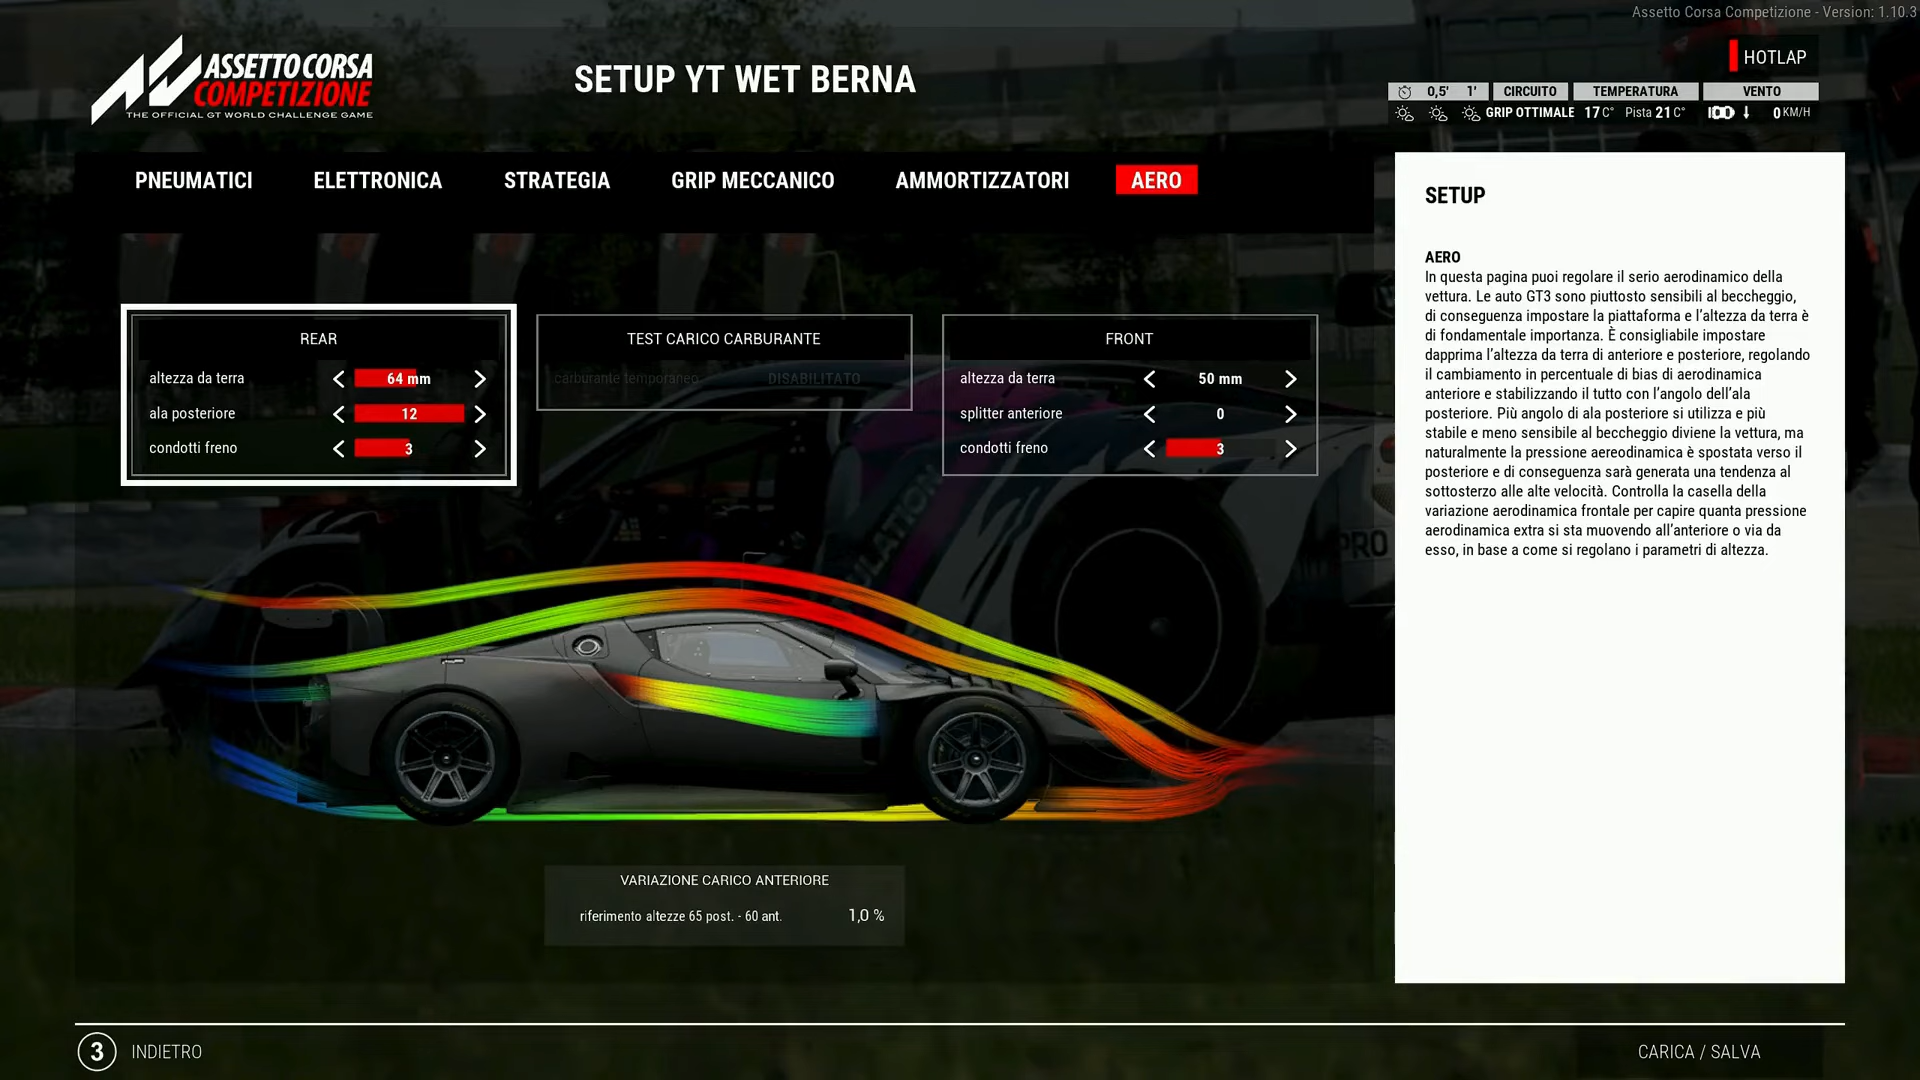 Assetto Corsa Competizione - Version: 1.10.3
ASSETTO CORSA
COMPETIZIONE
THE OFFICIAL GT WORLD CHALLENGE GAME
SETUP YT WET BERNA
HOTLAP
0,5' 1' CIRCUITO TEMPERATURA VENTO
GRIP OTTIMALE 17 C° Pista 21 C° 0 KM/H
PNEUMATICI ELETTRONICA STRATEGIA GRIP MECCANICO AMMORTIZZATORI AERO
REAR
altezza da terra 64 mm
ala posteriore 12
condotti freno 3
TEST CARICO CARBURANTE
carburante temporaneo DISABILITATO
FRONT
altezza da terra 50 mm
splitter anteriore 0
condotti freno 3
PRO
VARIAZIONE CARICO ANTERIORE
riferimento altezze 65 post. - 60 ant. 1,0 %
SETUP
AERO
In questa pagina puoi regolare il serio aerodinamico della
vettura. Le auto GT3 sono piuttosto sensibili al beccheggio,
di conseguenza impostare la piattaforma e l'altezza da terra è
di fondamentale importanza. È consigliabile impostare
dapprima l'altezza da terra di anteriore e posteriore, regolando
il cambiamento in percentuale di bias di aerodinamica
anteriore e stabilizzando il tutto con l'angolo dell'ala
posteriore. Più angolo di ala posteriore si utilizza e più
stabile e meno sensibile al beccheggio diviene la vettura, ma
naturalmente la pressione aereodinamica è spostata verso il
posteriore e di conseguenza sarà generata una tendenza al
sottosterzo alle alte velocità. Controlla la casella della
variazione aerodinamica frontale per capire quanta pressione
aerodinamica extra si sta muovendo all'anteriore o via da
esso, in base a come si regolano i parametri di altezza.
3 INDIETRO
CARICA / SALVA